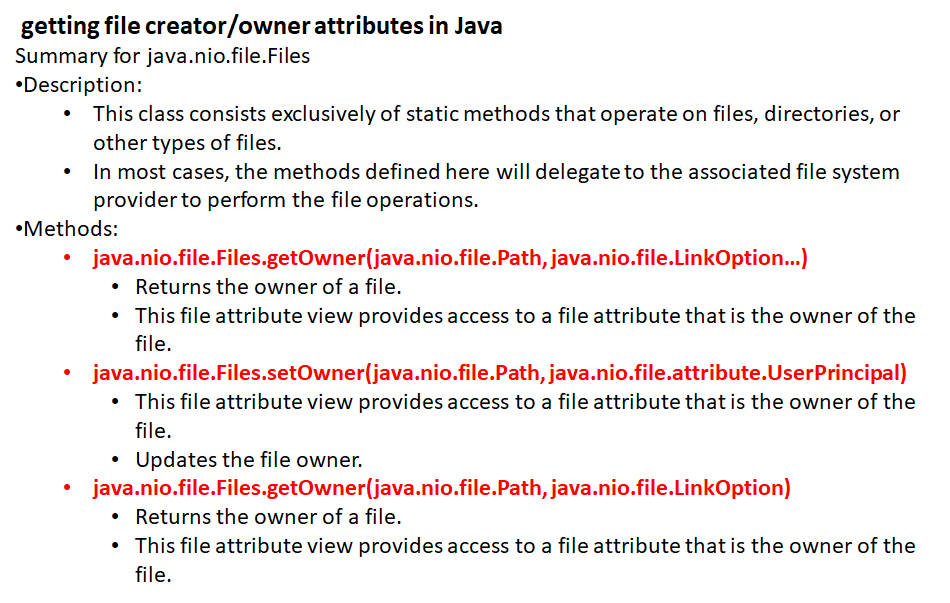 getting file creator/owner attributes in Java
Summary for java.nio.file.Files
•Description:
• This class consists exclusively of static methods that operate on files, directories, or
other types of files.
• In most cases, the methods defined here will delegate to the associated file system
provider to perform the file operations.
•Methods:
• java.nio.file.Files.getOwner(java.nio.file.Path,java.nio.file.LinkOption…)
• Returns the owner of a file.
• This file attribute view provides access to a file attribute that is the owner of the
file.
• java.nio.file.Files.setOwner(java.nio.file.Path,java.nio.file.attribute.UserPrincipal)
• This file attribute view provides access to a file attribute that is the owner of the
file.
• Updates the file owner.
• java.nio.file.Files.getOwner(java.nio.file.Path,java.nio.file.LinkOption)
• Returns the owner of a file.
• This file attribute view provides access to a file attribute that is the owner of the
file.